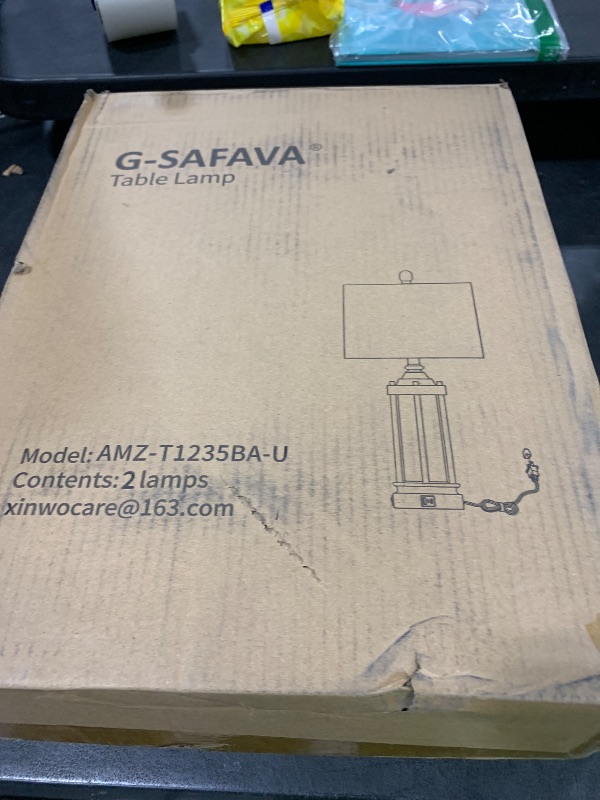 G-SAFAVA®
Table Lamp
Model: AMZ-T1235BA-U
Contents: 2 lamps
xinwocare@163.com